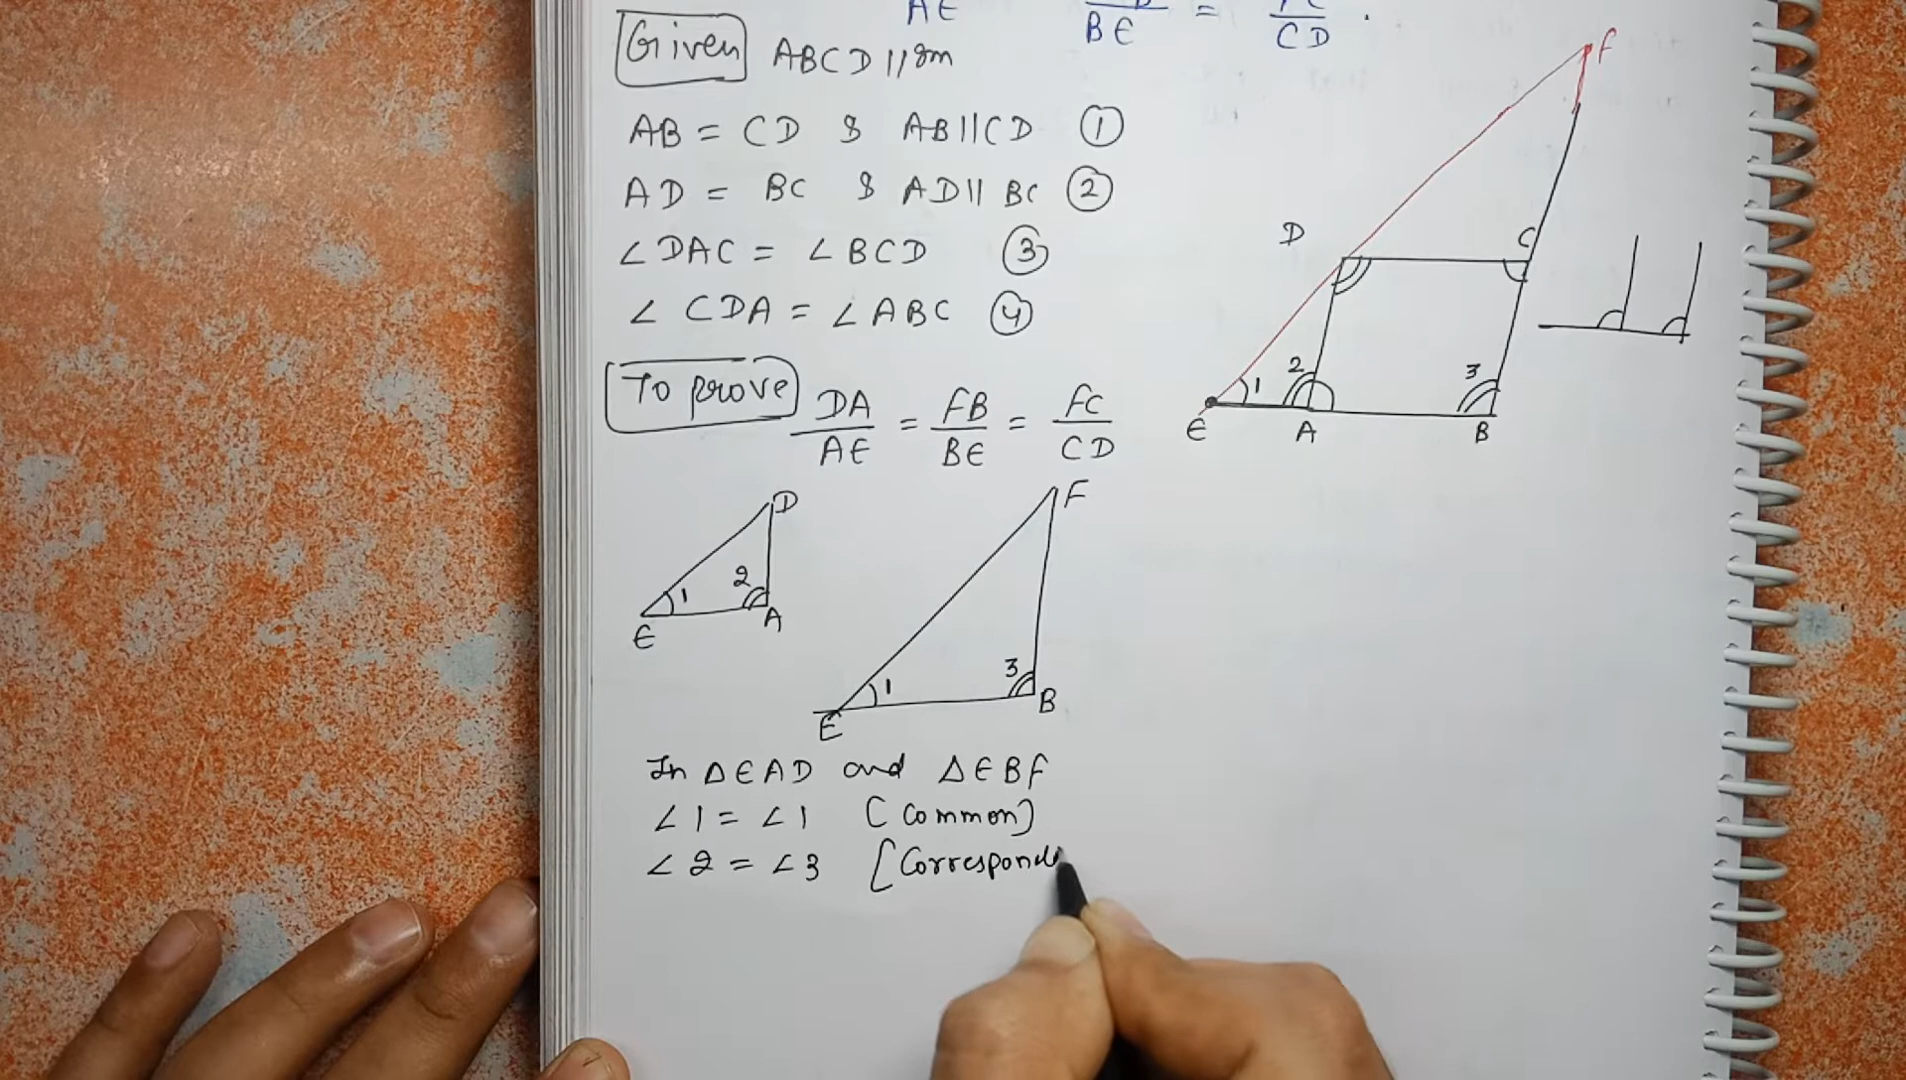 AE BE = CD .
Given ABCD ||gm
AB = CD & AB||CD ①
AD = BC & AD|| BC ②
∠DAC = ∠BCD ③
∠ CDA = ∠ABC ④
To prove DA/AE = FB/BE = FC/CD
F
D
C
1
2
3
E
A
B
D
2
1
A
E
F
3
1
B
E
In ΔEAD and ΔEBF
∠1 = ∠1 [Common]
∠2 = ∠3 [Correspond